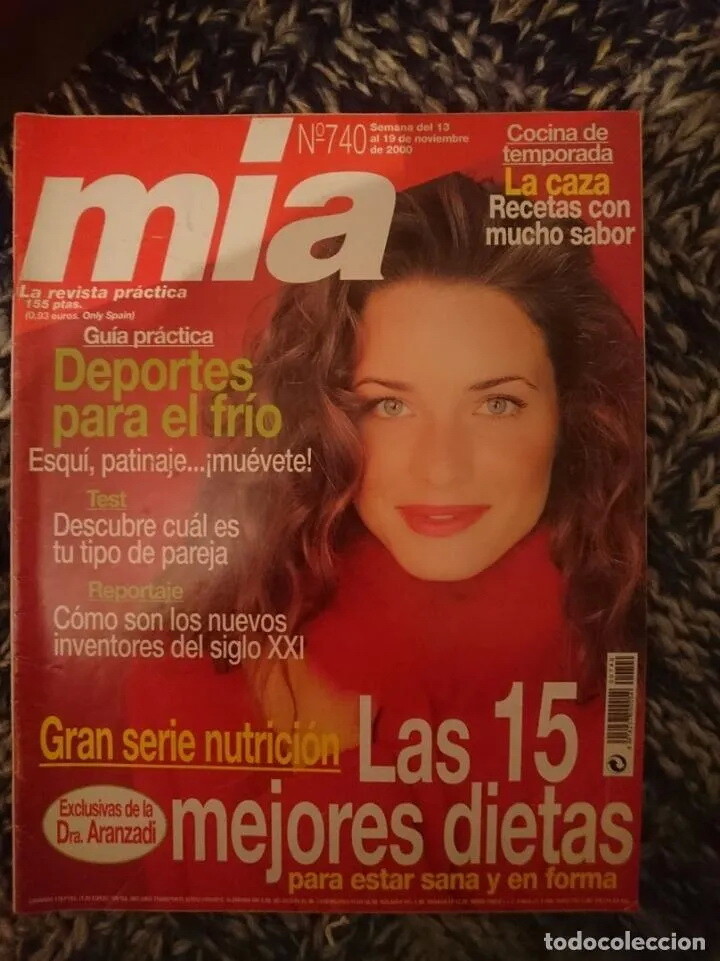 mia
Nº740
Semana del 13
al 19 de noviembre
de 2000
Cocina de
temporada
La caza
Recetas con
mucho sabor
La revista práctica
155 ptas.
(0,93 euros. Only Spain)
Guía práctica
Deportes
para el frío
Esquí, patinaje...¡muévete!
Test
Descubre cuál es
tu tipo de pareja
Reportaje
Cómo son los nuevos
inventores del siglo XXI
Gran serie nutrición
Las 15
mejores dietas
Exclusivas de la
Dra. Aranzadi
para estar sana y en forma
todocoleccion